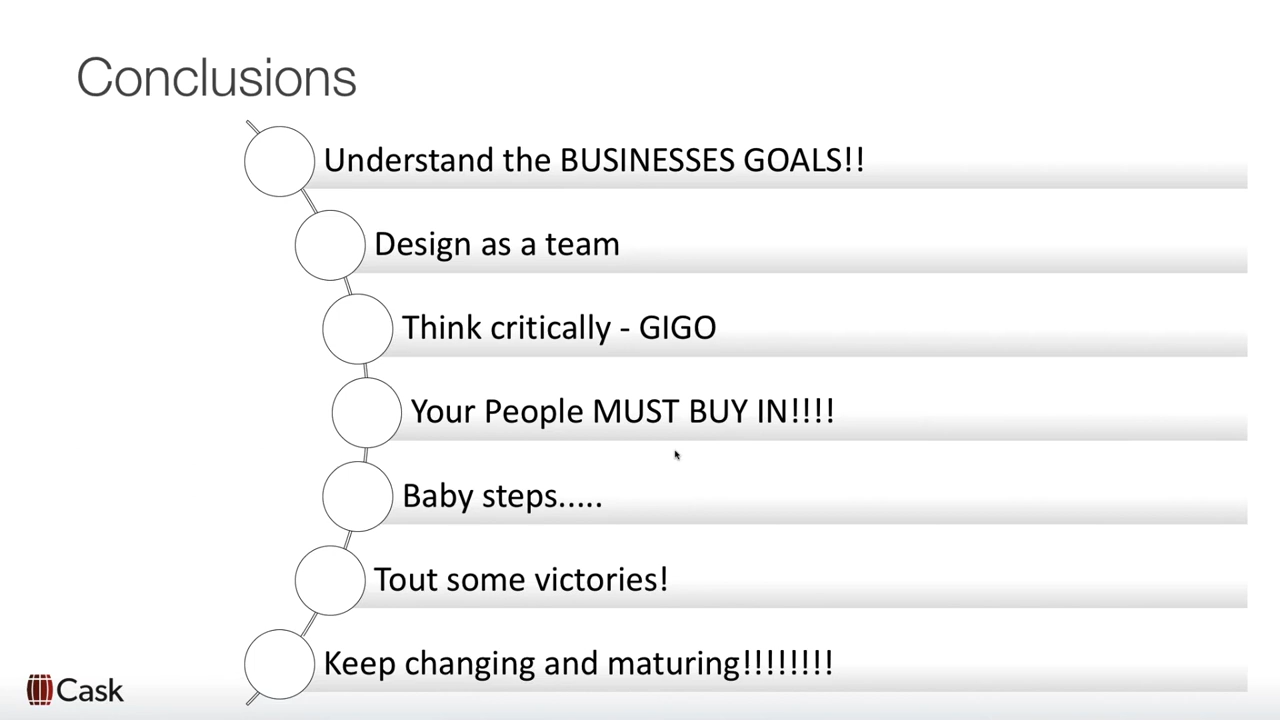 Conclusions
Understand the BUSINESSES GOALS!!
Design as a team
Think critically - GIGO
Your People MUST BUY IN!!!!
Baby steps.....
Tout some victories!
Keep changing and maturing!!!!!!!!
Cask